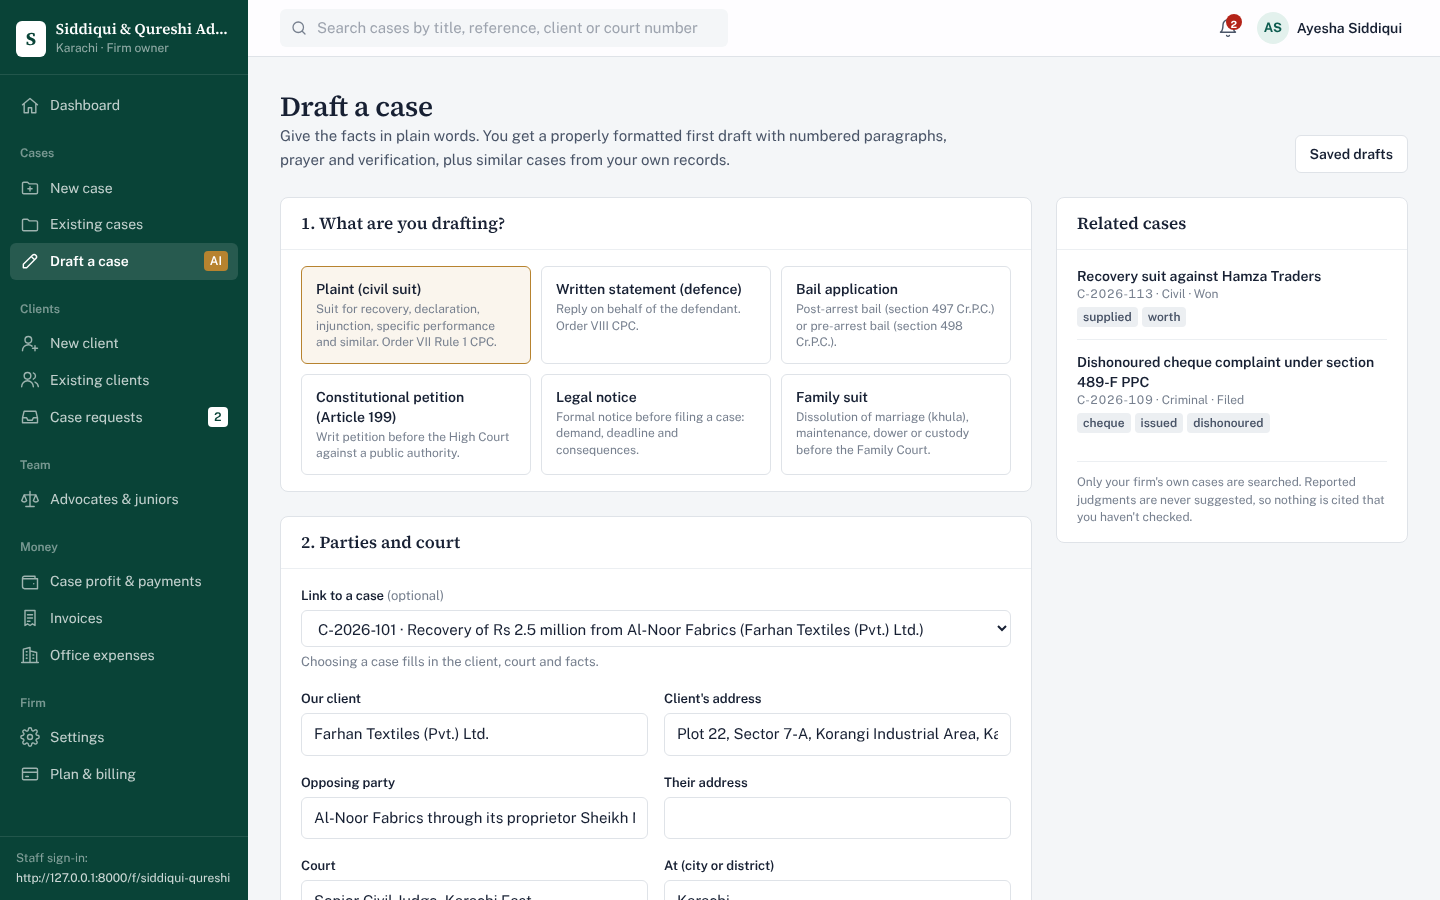 S
Siddiqui & Qureshi Ad...
Karachi · Firm owner
Dashboard
Cases
New case
Existing cases
Draft a case
AI
Clients
New client
Existing clients
Case requests
2
Team
Advocates & juniors
Money
Case profit & payments
Invoices
Office expenses
Firm
Settings
Plan & billing
Staff sign-in:
http://127.0.0.1:8000/f/siddiqui-qureshi
Search cases by title, reference, client or court number
2
AS
Ayesha Siddiqui
Draft a case
Give the facts in plain words. You get a properly formatted first draft with numbered paragraphs,
prayer and verification, plus similar cases from your own records.
Saved drafts
1. What are you drafting?
Plaint (civil suit)
Suit for recovery, declaration,
injunction, specific performance
and similar. Order VII Rule 1 CPC.
Written statement (defence)
Reply on behalf of the defendant.
Order VIII CPC.
Bail application
Post-arrest bail (section 497 Cr.P.C.)
or pre-arrest bail (section 498
Cr.P.C.).
Constitutional petition
(Article 199)
Writ petition before the High Court
against a public authority.
Legal notice
Formal notice before filing a case:
demand, deadline and
consequences.
Family suit
Dissolution of marriage (khula),
maintenance, dower or custody
before the Family Court.
2. Parties and court
Link to a case (optional)
C-2026-101 · Recovery of Rs 2.5 million from Al-Noor Fabrics (Farhan Textiles (Pvt.) Ltd.)
Choosing a case fills in the client, court and facts.
Our client
Farhan Textiles (Pvt.) Ltd.
Client's address
Plot 22, Sector 7-A, Korangi Industrial Area, Ka
Opposing party
Al-Noor Fabrics through its proprietor Sheikh
Their address
Court
Senior Civil Judge, Karachi East
At (city or district)
Karachi
Related cases
Recovery suit against Hamza Traders
C-2026-113 · Civil · Won
supplied worth
Dishonoured cheque complaint under section
489-F PPC
C-2026-109 · Criminal · Filed
cheque issued dishonoured
Only your firm's own cases are searched. Reported
judgments are never suggested, so nothing is cited that
you haven't checked.